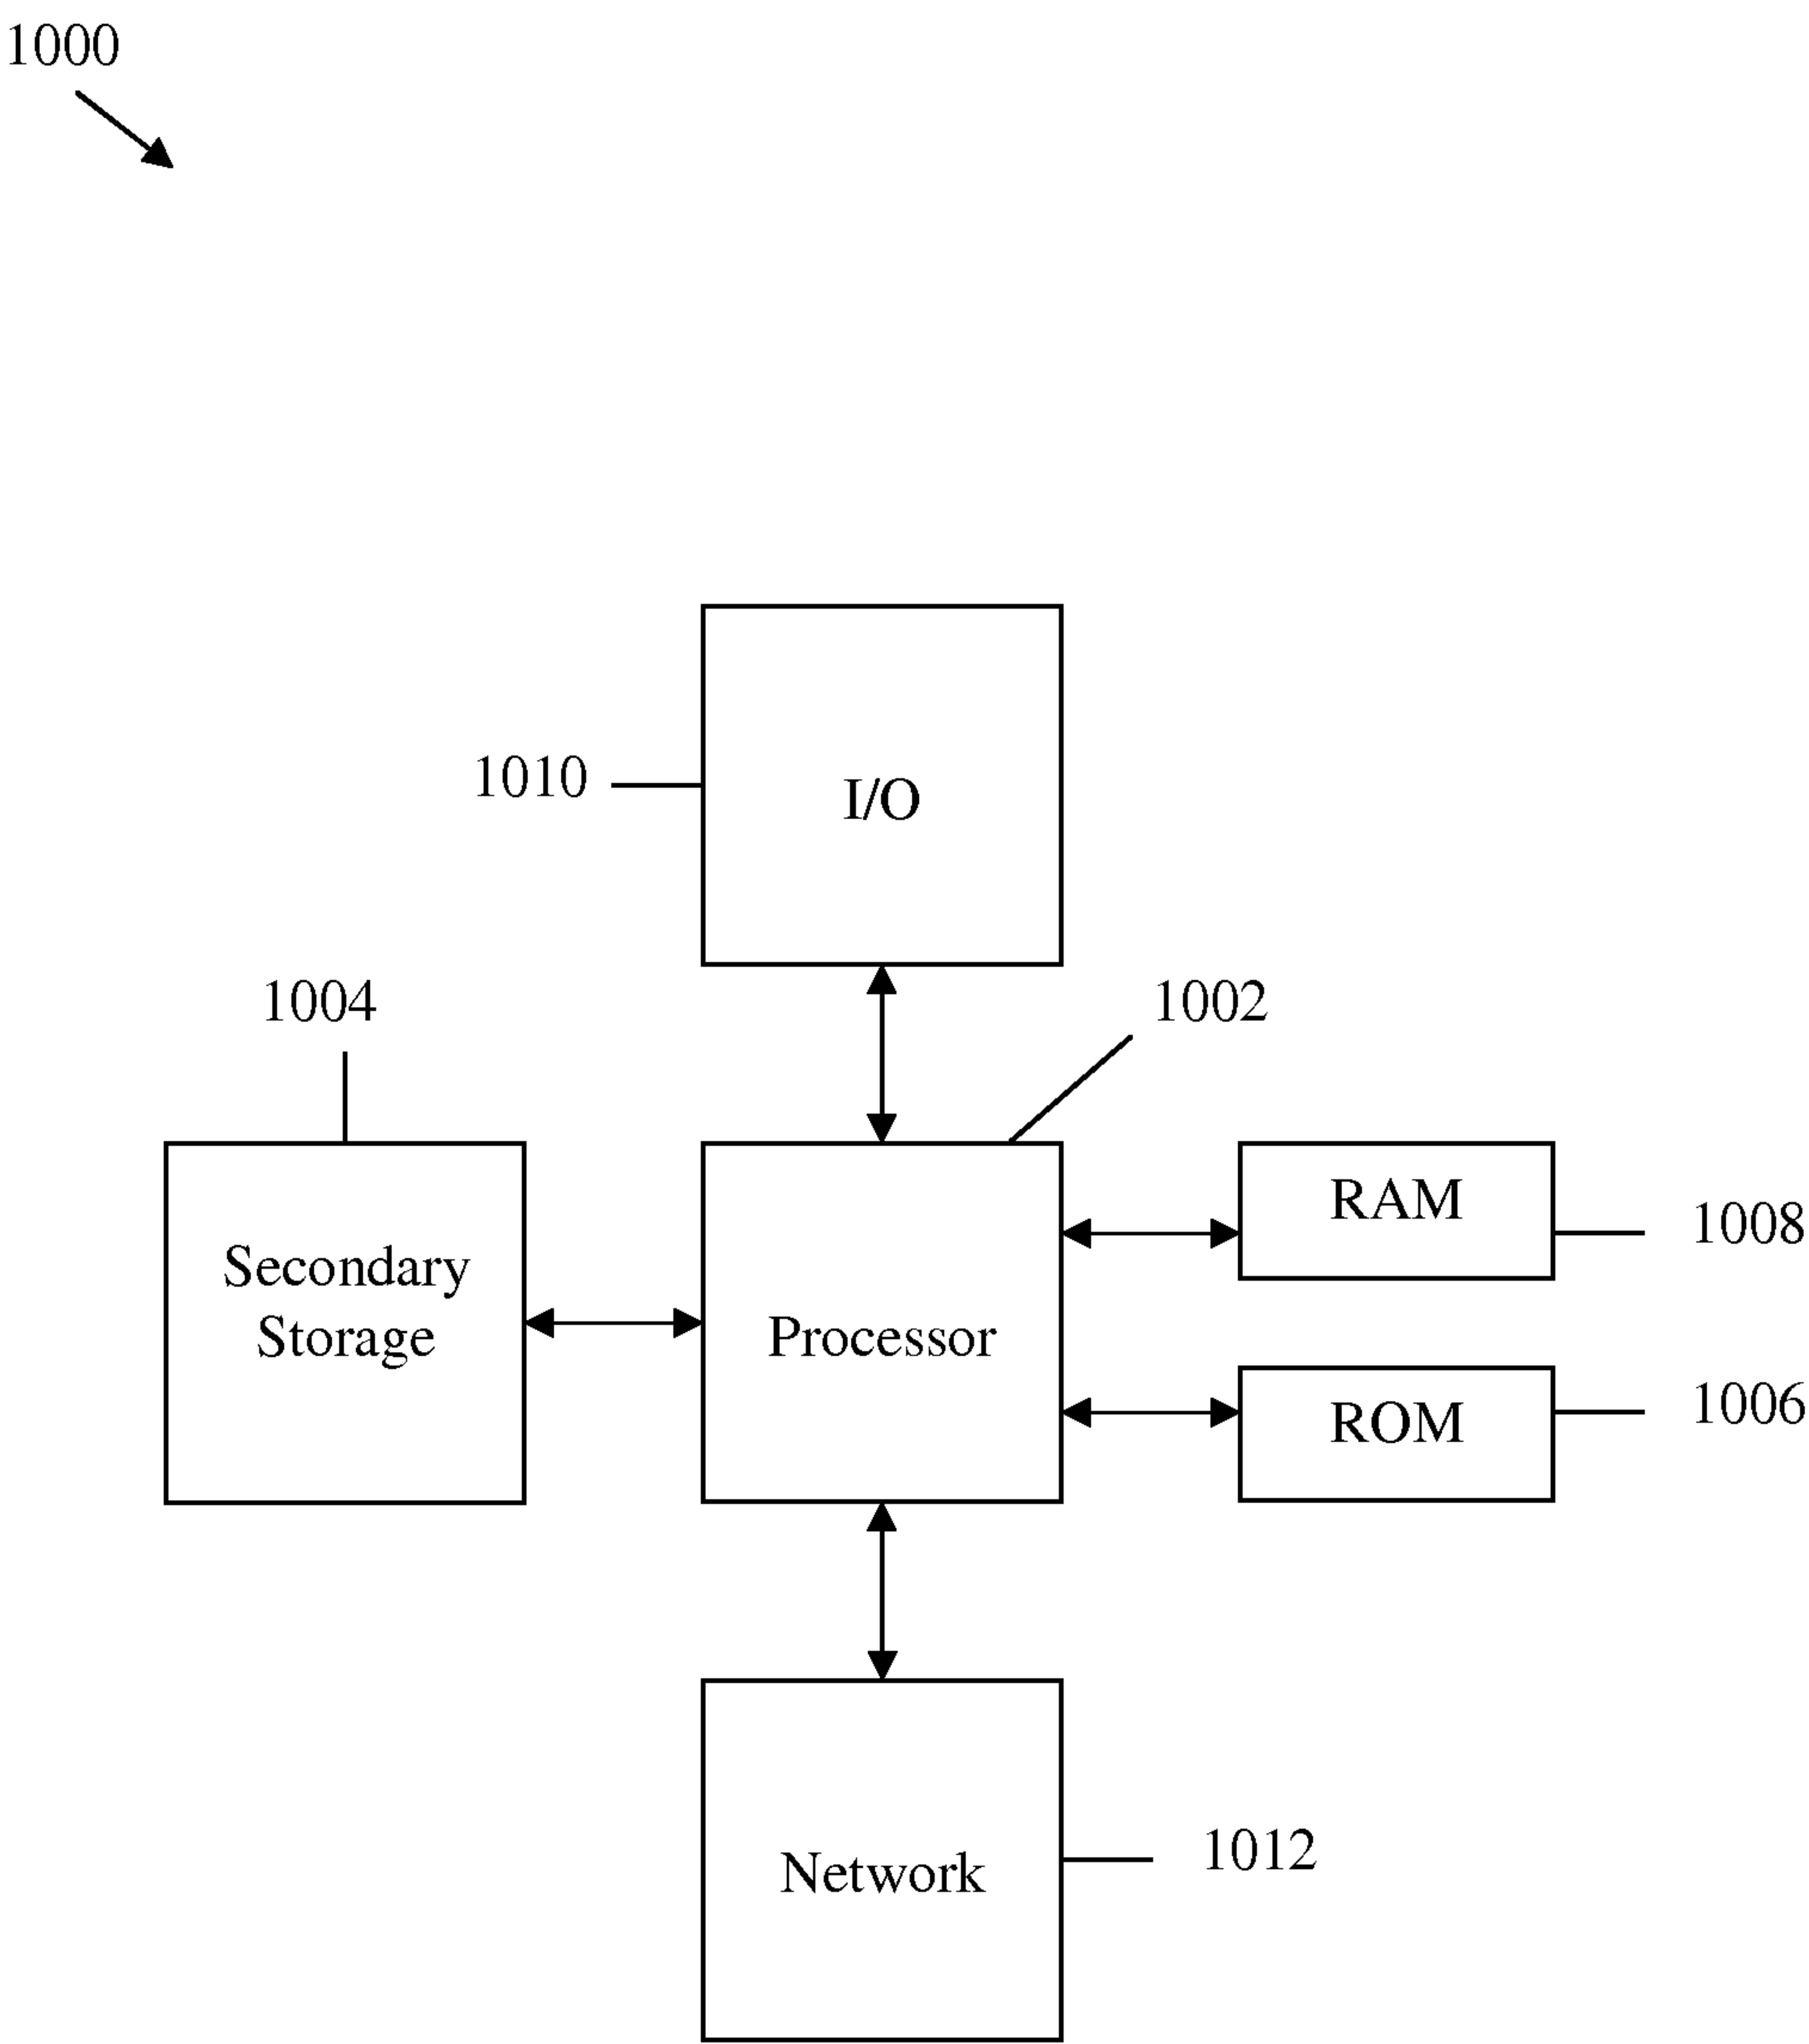 1000
1010
I/O
1004
1002
RAM
1008
Secondary
Storage
Processor
1006
ROM
1012
Network